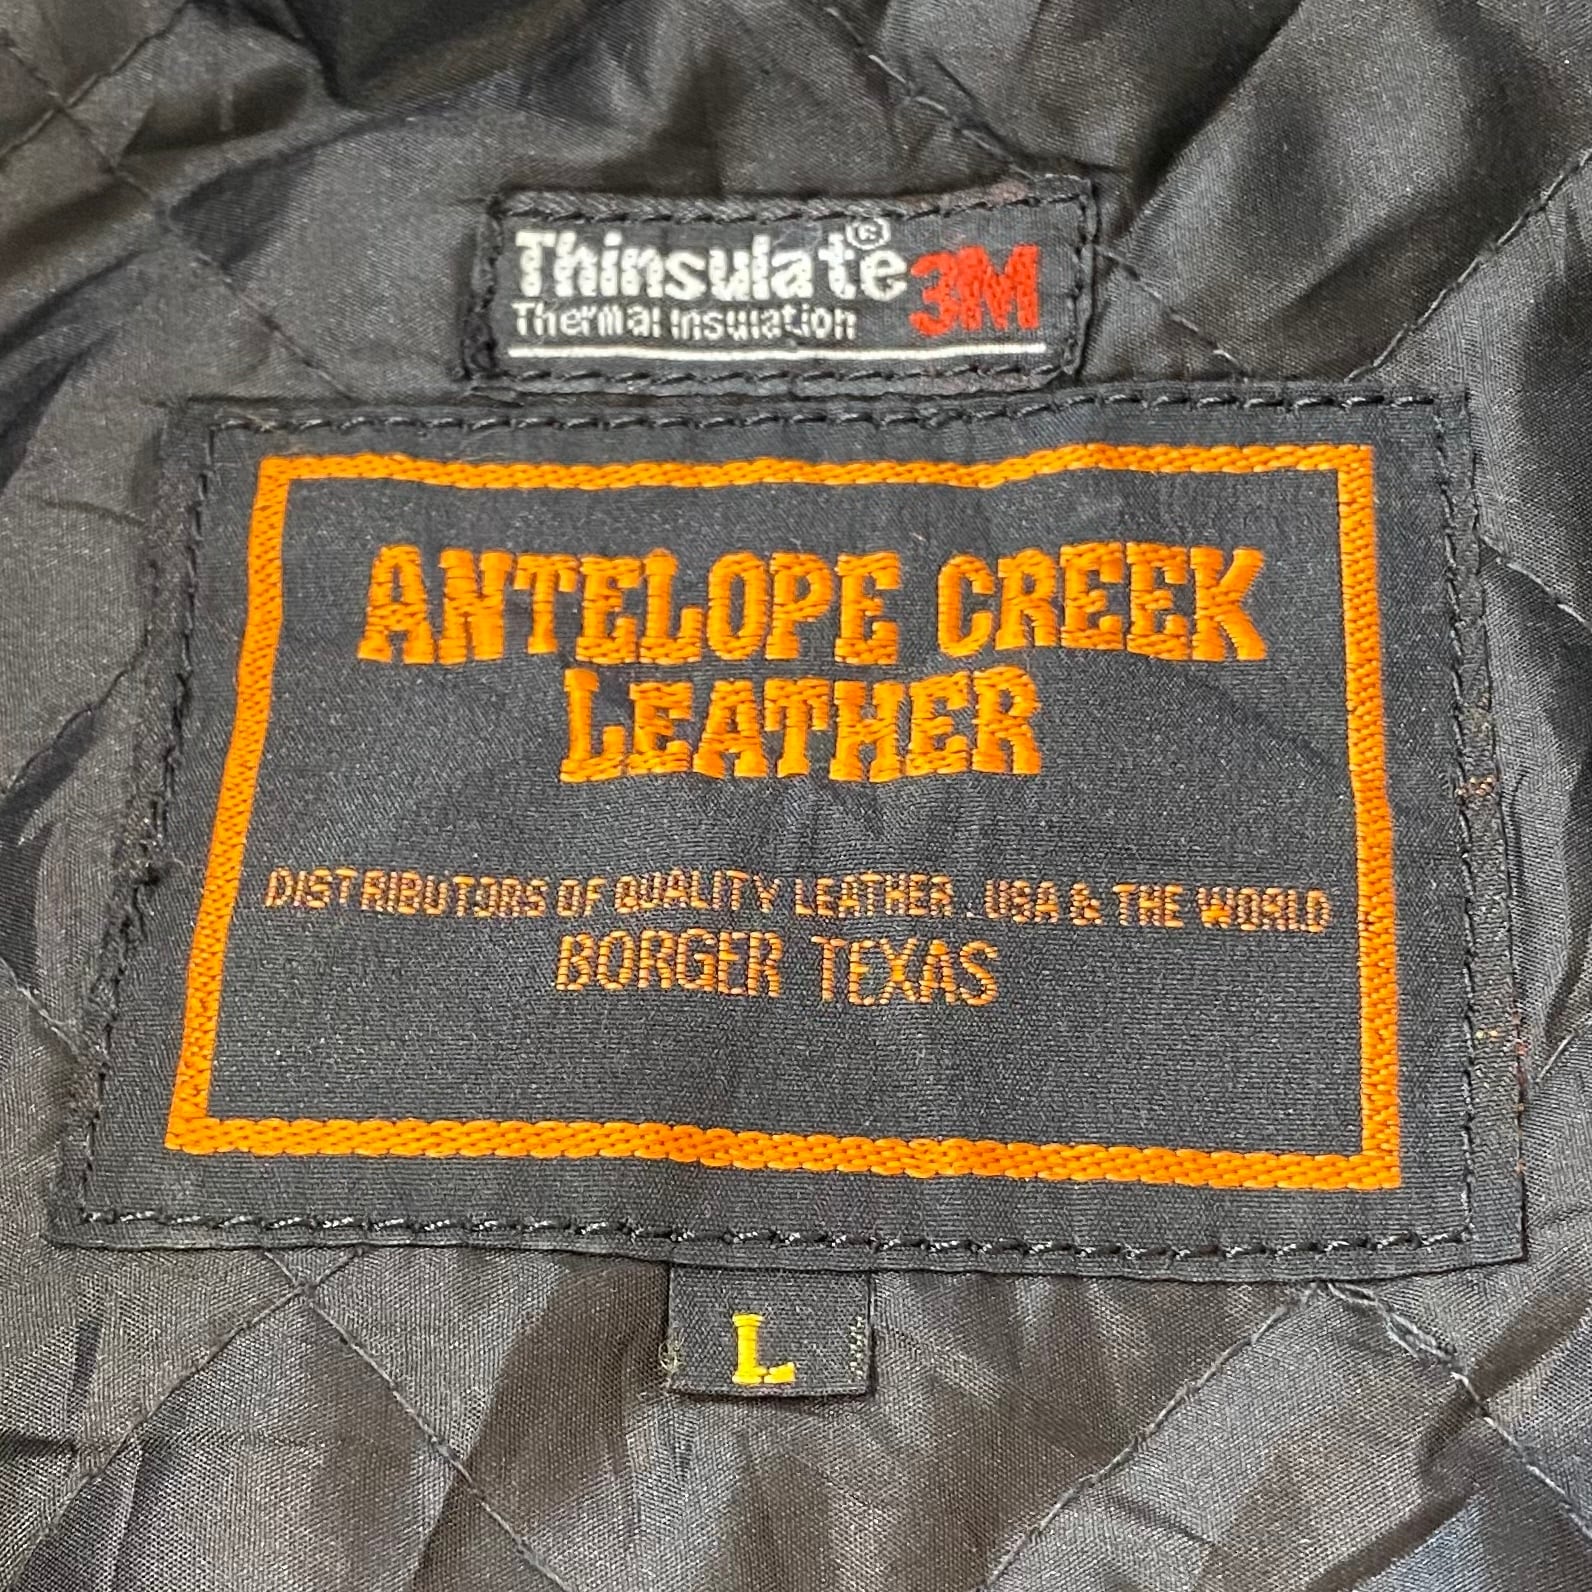 Thinsulate® 3M
Thermal Insulation
ANTELOPE CREEK
LEATHER
DISTRIBUTORS OF QUALITY LEATHER . USA & THE WORLD
BORGER TEXAS
L